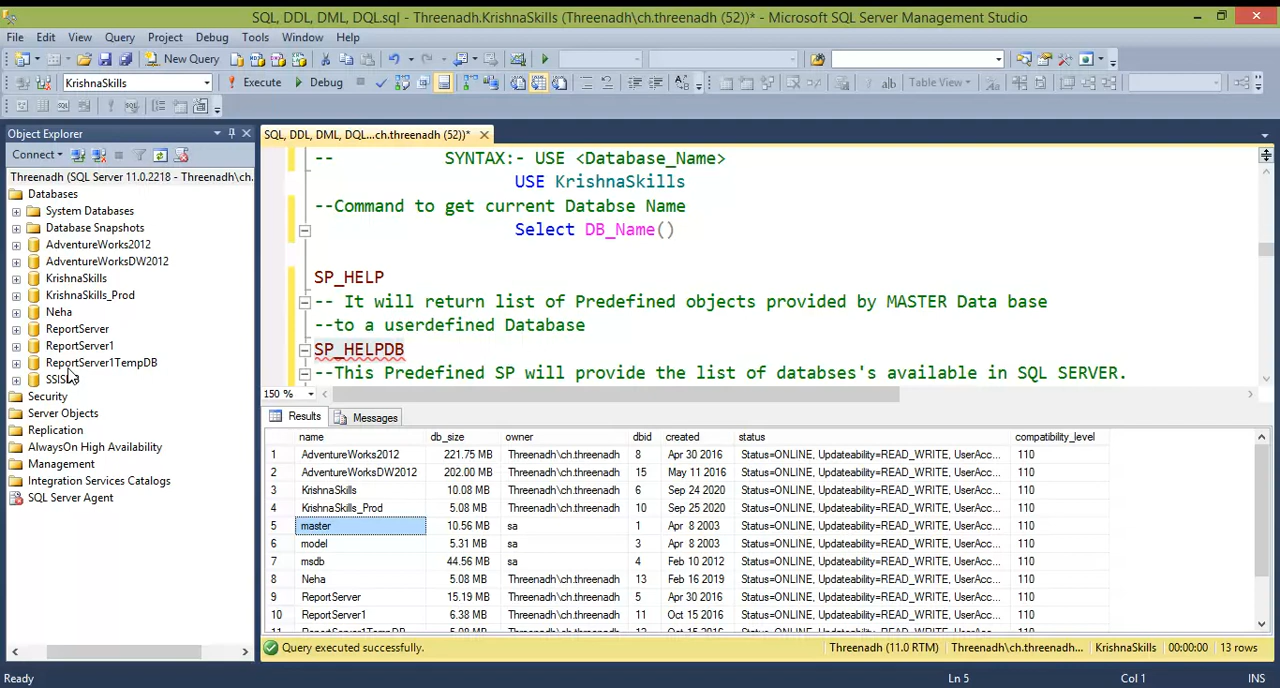 SQL, DDL, DML, DQL.sql - Threenadh.KrishnaSkills (Threenadh\ch.threenadh (52))* - Microsoft SQL Server Management Studio
File Edit View Query Project Debug Tools Window Help
New Query
KrishnaSkills Execute Debug Table View
Object Explorer
SQL, DDL, DML, DQL...ch.threenadh (52))*
Connect
Threenadh (SQL Server 11.0.2218 - Threenadh\ch.
Databases
System Databases
Database Snapshots
AdventureWorks2012
AdventureWorksDW2012
KrishnaSkills
KrishnaSkills_Prod
Neha
ReportServer
ReportServer1
ReportServer1TempDB
Security
Server Objects
Replication
AlwaysOn High Availability
Management
Integration Services Catalogs
SQL Server Agent
-- SYNTAX:- USE <Database_Name>
USE KrishnaSkills
--Command to get current Databse Name
Select DB_Name()
SP_HELP
-- It will return list of Predefined objects provided by MASTER Data base
--to a userdefined Database
SP_HELPDB
--This Predefined SP will provide the list of databses's available in SQL SERVER.
150 %
Results Messages
name db_size owner dbid created status compatibility_level
1 AdventureWorks2012 221.75 MB Threenadh\ch.threenadh 8 Apr 30 2016 Status=ONLINE, Updateability=READ_WRITE, UserAcc... 110
2 AdventureWorksDW2012 202.00 MB Threenadh\ch.threenadh 15 May 11 2016 Status=ONLINE, Updateability=READ_WRITE, UserAcc... 110
3 KrishnaSkills 10.08 MB Threenadh\ch.threenadh 6 Sep 24 2020 Status=ONLINE, Updateability=READ_WRITE, UserAcc... 110
4 KrishnaSkills_Prod 5.08 MB Threenadh\ch.threenadh 10 Sep 25 2020 Status=ONLINE, Updateability=READ_WRITE, UserAcc... 110
5 master 10.56 MB sa 1 Apr 8 2003 Status=ONLINE, Updateability=READ_WRITE, UserAcc... 110
6 model 5.31 MB sa 3 Apr 8 2003 Status=ONLINE, Updateability=READ_WRITE, UserAcc... 110
7 msdb 44.56 MB sa 4 Feb 10 2012 Status=ONLINE, Updateability=READ_WRITE, UserAcc... 110
8 Neha 5.08 MB Threenadh\ch.threenadh 13 Feb 16 2019 Status=ONLINE, Updateability=READ_WRITE, UserAcc... 110
9 ReportServer 15.19 MB Threenadh\ch.threenadh 5 Apr 30 2016 Status=ONLINE, Updateability=READ_WRITE, UserAcc... 110
10 ReportServer1 6.38 MB Threenadh\ch.threenadh 11 Oct 15 2016 Status=ONLINE, Updateability=READ_WRITE, UserAcc... 110
Query executed successfully. Threenadh (11.0 RTM) Threenadh\ch.threenadh... KrishnaSkills 00:00:00 13 rows
Ready Ln 5 Col 1 INS